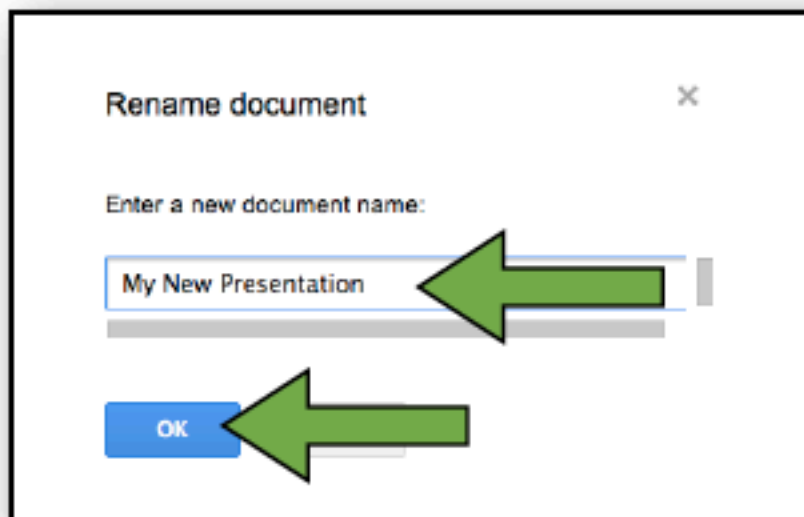 Rename document
Enter a new document name:
My New Presentation
OK